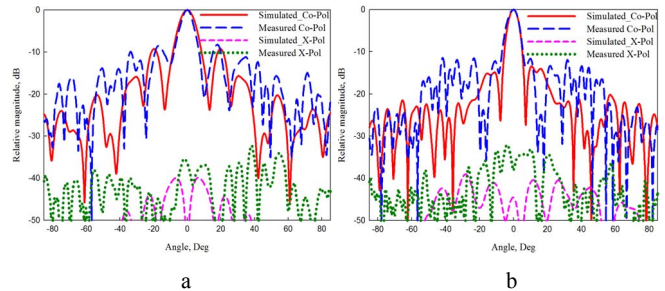 0
-10
-20
-30
-40
-50
Relative magnitude, dB
-80 -60 -40 -20 0 20 40 60 80
Angle, Deg
Simulated_Co-Pol
Measured Co-Pol
Simulated_X-Pol
Measured X-Pol
a
0
-10
-20
-30
-40
-50
Relative magnitude, dB
-80 -60 -40 -20 0 20 40 60 80
Angle, Deg
Simulated_Co-Pol
Measured Co-Pol
Simulated_X-Pol
Measured X-Pol
b